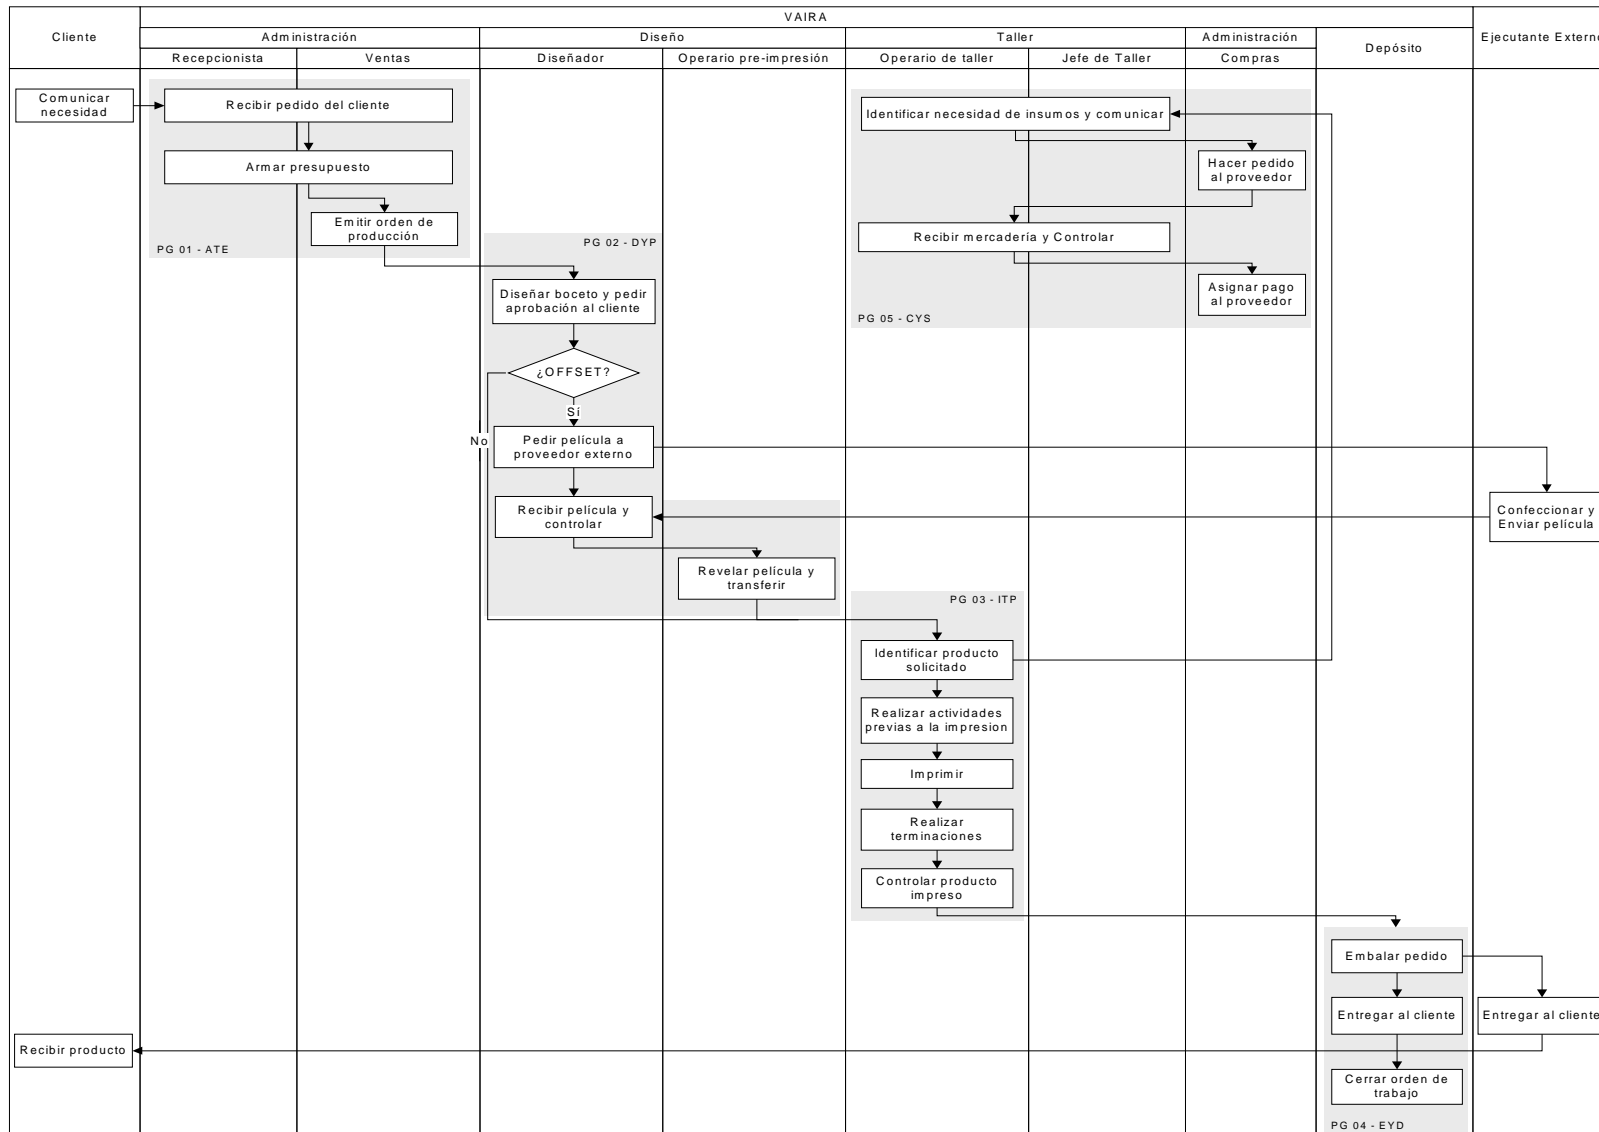 VAIRA
Cliente
Administración
Diseño
Taller
Administración
Depósito
Ejecutante Externo
Recepcionista
Ventas
Diseñador
Operario pre-impresión
Operario de taller
Jefe de Taller
Compras
Comunicar
necesidad
Recibir pedido del cliente
Armar presupuesto
Emitir orden de
producción
PG 01 - ATE
Identificar necesidad de insumos y comunicar
Hacer pedido
al proveedor
Recibir mercadería y Controlar
Asignar pago
al proveedor
PG 05 - CYS
PG 02 - DYP
Diseñar boceto y pedir
aprobación al cliente
¿OFFSET?
Sí
No
Pedir película a
proveedor externo
Recibir película y
controlar
Confeccionar y
Enviar película
Revelar película y
transferir
PG 03 - ITP
Identificar producto
solicitado
Realizar actividades
previas a la impresion
Imprimir
Realizar
terminaciones
Controlar producto
impreso
Embalar pedido
Entregar al cliente
Entregar al cliente
Recibir producto
Cerrar orden de
trabajo
PG 04 - EYD